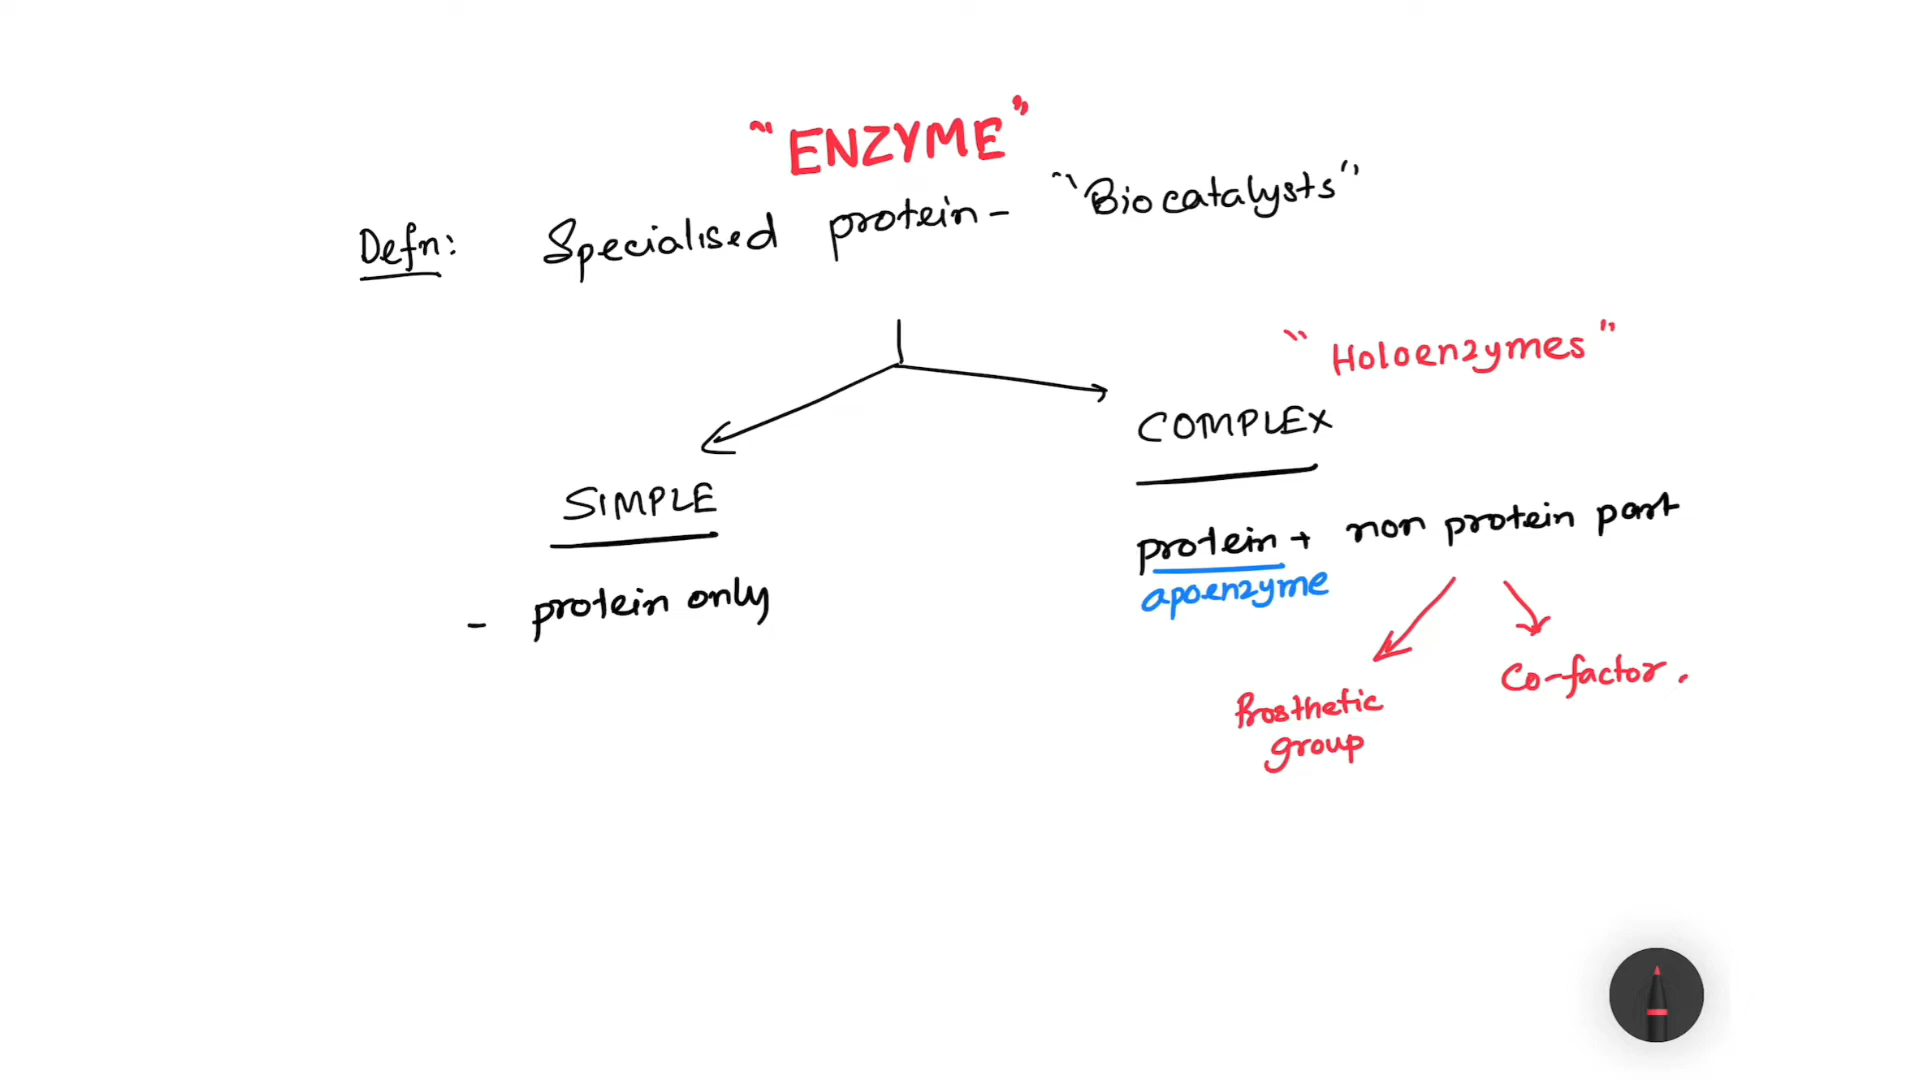 "ENZYME"
Defn: Specialised protein - "Biocatalysts"
"Holoenzymes"
COMPLEX
SIMPLE
protein + non protein part
apoenzyme
- protein only
Prosthetic
group
Co-factor.